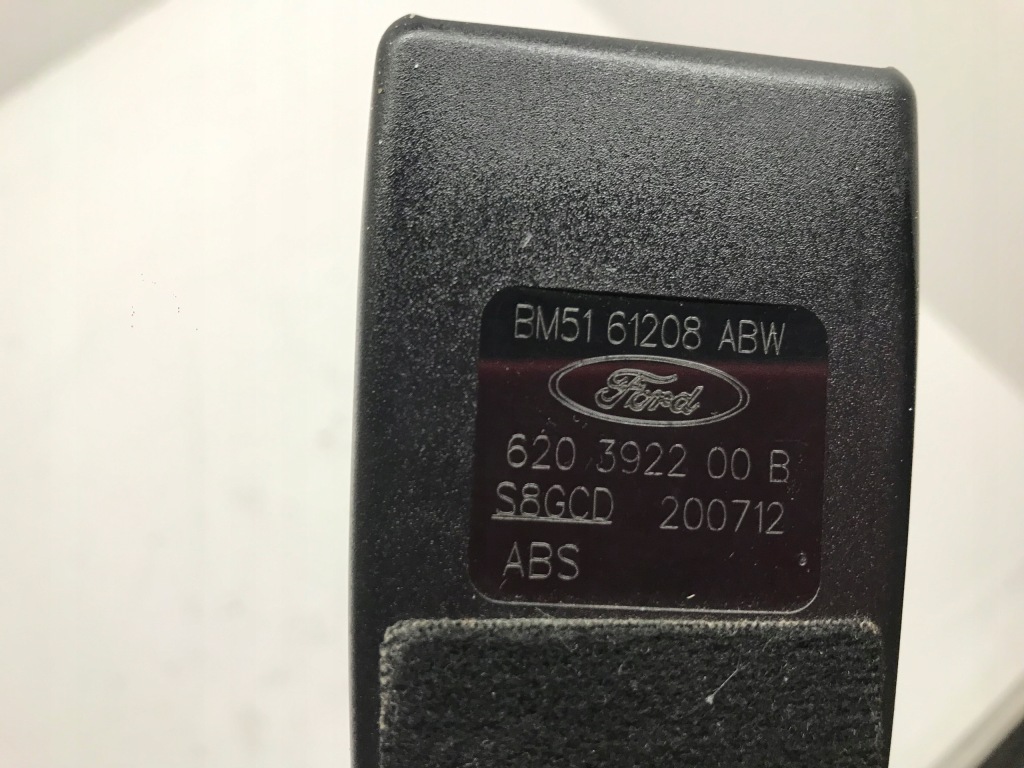 BM51 61208 ABW
Ford
620 3922 00 B
S8GCD 200712
ABS